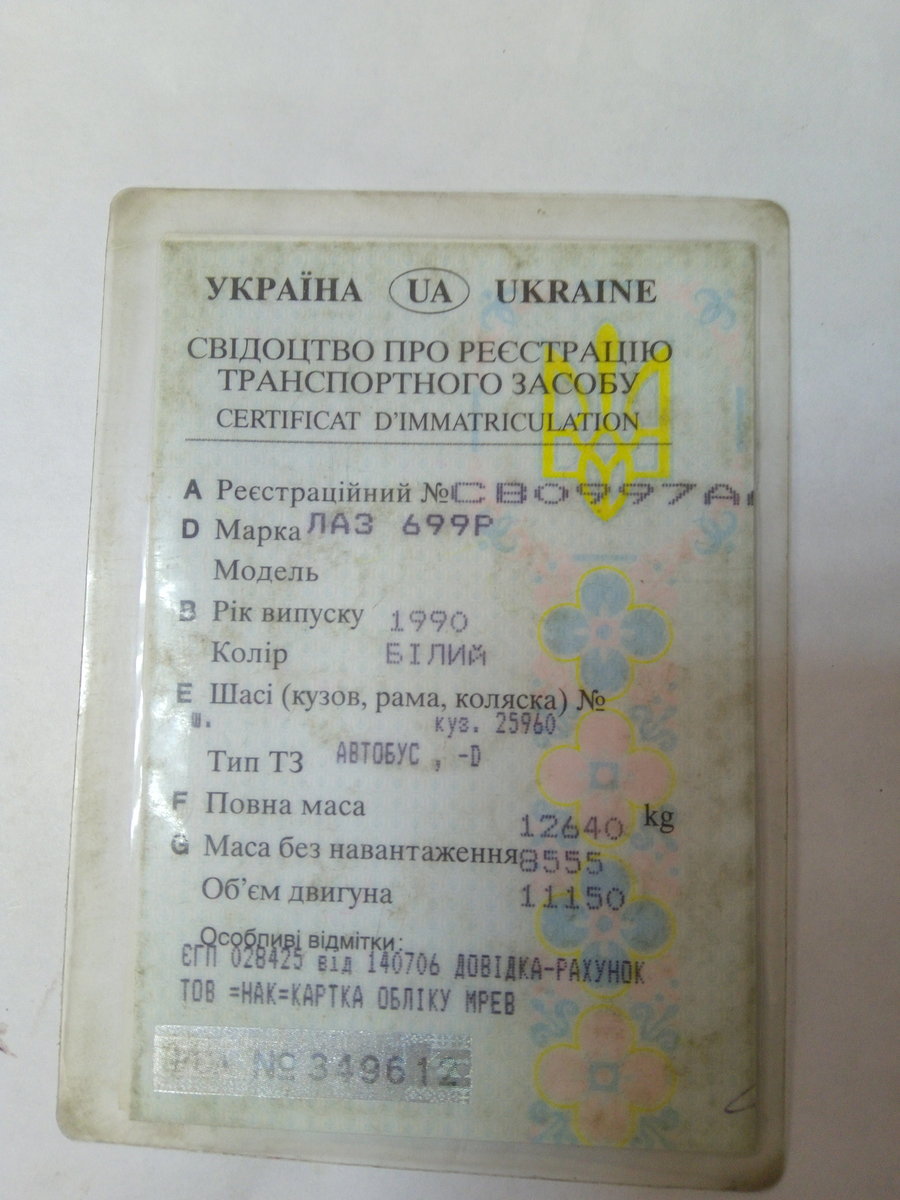 УКРАЇНА UA UKRAINE
СВІДОЦТВО ПРО РЕЄСТРАЦІЮ
ТРАНСПОРТНОГО ЗАСОБУ
CERTIFICAT D'IMMATRICULATION
A Реєстраційний № СВ0997А
D Марка ЛАЗ 699Р
Модель
B Рік випуску 1990
Колір БІЛИЙ
E Шасі (кузов, рама, коляска) №
ш. куз. 25960
Тип ТЗ АВТОБУС , -D
F Повна маса 12640 kg
G Маса без навантаження 8555
Об'єм двигуна 11150
Особливі відмітки:
ЄГП 028425 від 140706 ДОВІДКА-РАХУНОК
ТОВ =НАК=КАРТКА ОБЛІКУ МРЕВ
№ 349612